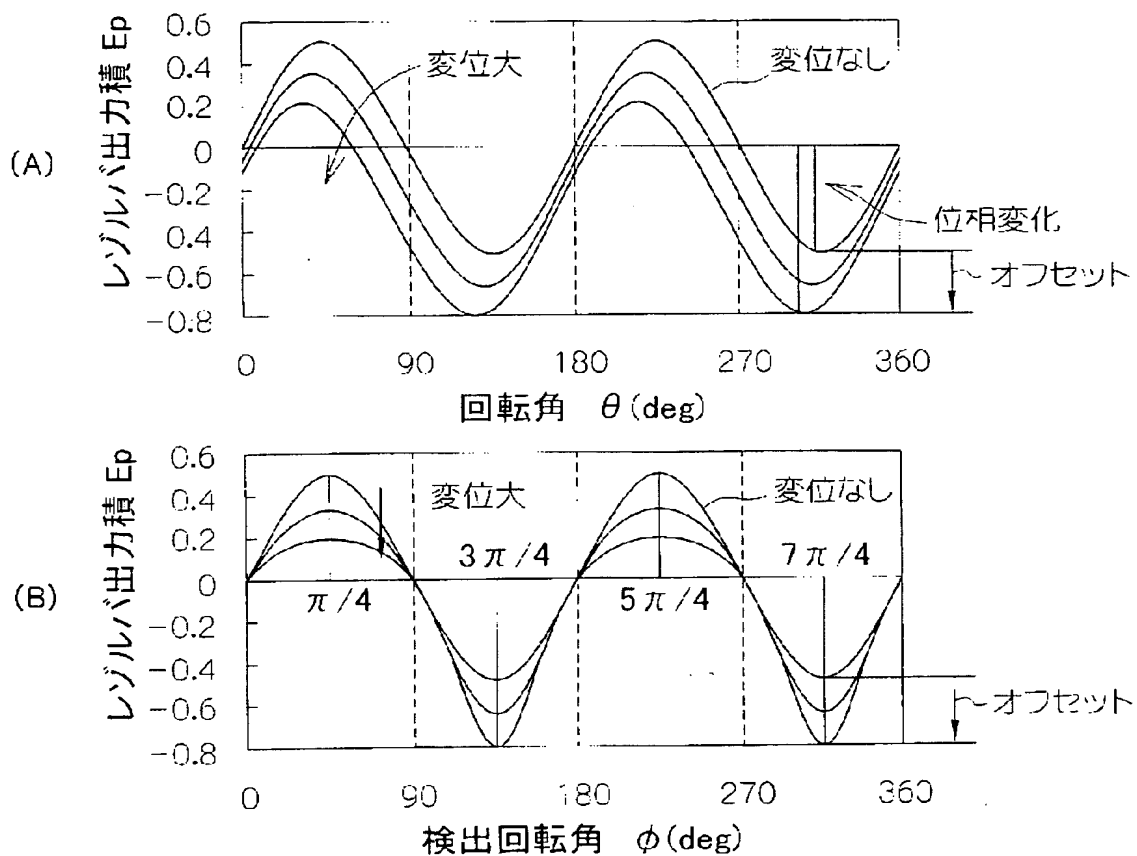 (A)
レゾルバ出力積 Ep
0.6
0.4
0.2
0
-0.2
0.4
-0.6
-0.8
変位大
変位なし
位相変化
オフセット
0 90 180 270 360
回転角 θ(deg)
(B)
レゾルバ出力積 Ep
0.6
0.4
0.2
0
-0.2
-0.4
-0.6
-0.8
変位大
変位なし
π/4
3π/4
5π/4
7π/4
オフセット
0 90 180 270 360
検出回転角 φ(deg)